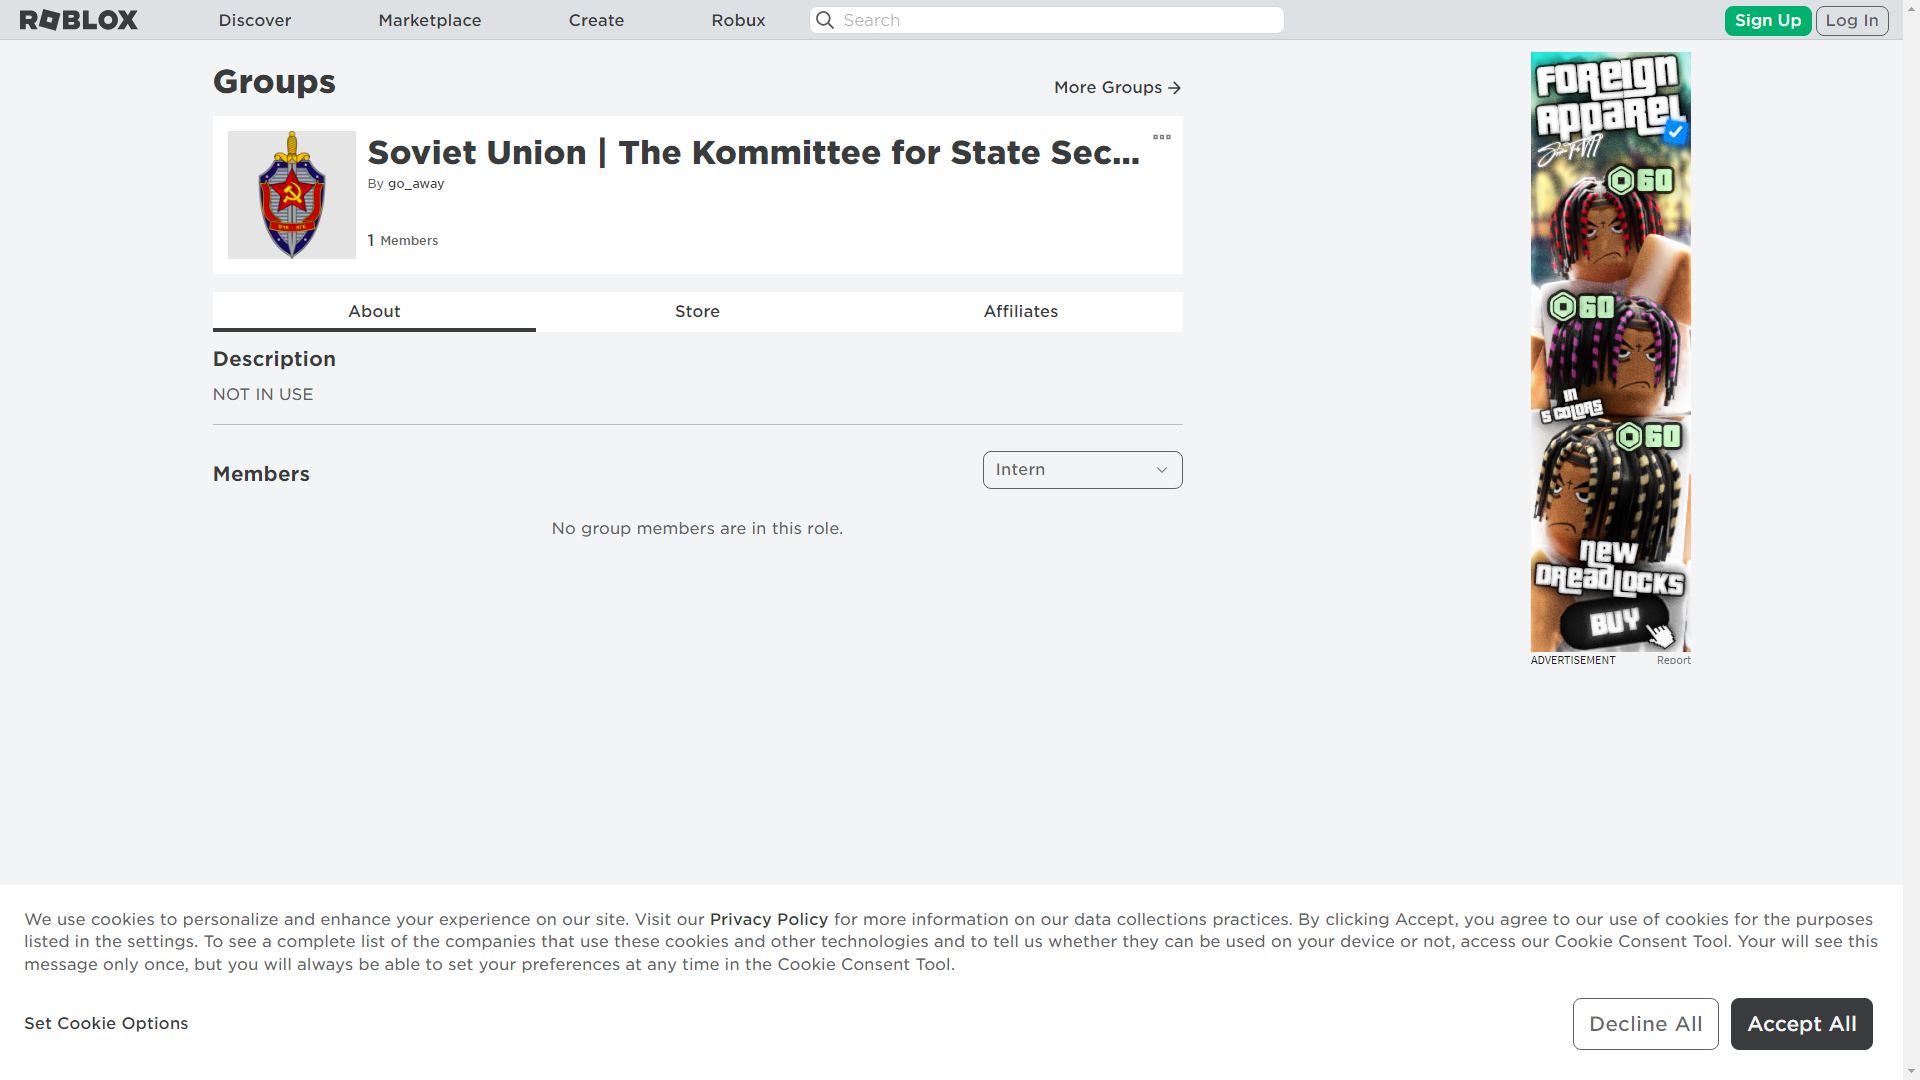 ROBLOX
Discover
Marketplace
Create
Robux
Search
Sign Up
Log In
Groups
More Groups
Soviet Union | The Kommittee for State Sec...
By go_away
1 Members
About
Store
Affiliates
Description
NOT IN USE
Members
Intern
No group members are in this role.
FOREIGN
APPAREL
60
60
IN
5 COLORS
60
NEW
DREADLOCKS
BUY
ADVERTISEMENT
Report
We use cookies to personalize and enhance your experience on our site. Visit our Privacy Policy for more information on our data collections practices. By clicking Accept, you agree to our use of cookies for the purposes
listed in the settings. To see a complete list of the companies that use these cookies and other technologies and to tell us whether they can be used on your device or not, access our Cookie Consent Tool. Your will see this
message only once, but you will always be able to set your preferences at any time in the Cookie Consent Tool.
Set Cookie Options
Decline All
Accept All